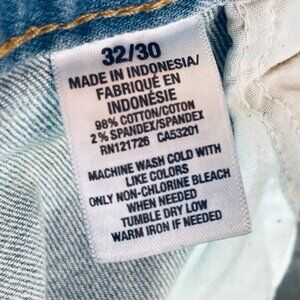 32/30
MADE IN INDONESIA/
FABRIQUÉ EN
INDONÉSIE
98% COTTON/COTON
2% SPANDEX/SPANDEX
RN121726 CA53201
MACHINE WASH COLD WITH
LIKE COLORS
ONLY NON-CHLORINE BLEACH
WHEN NEEDED
TUMBLE DRY LOW
WARM IRON IF NEEDED